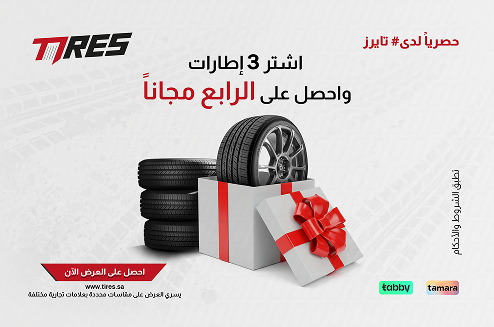 TIRES
حصرياً لدى# تايرز
اشتر 3 إطارات
واحصل على الرابع مجاناً
تطبق الشروط والأحكام
احصل على العرض الآن
www.tires.sa
يسري العرض على مقاسات محددة بعلامات تجارية مختلفة
tabby
tamara